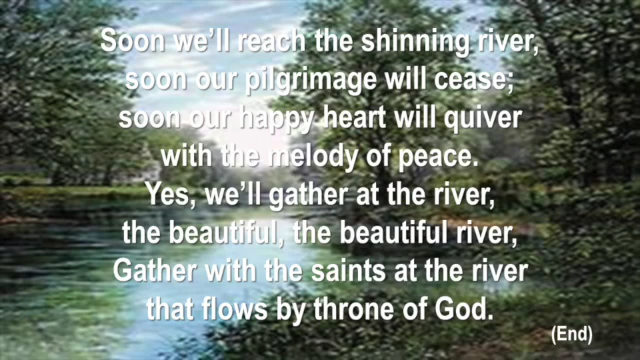 Soon we'll reach the shinning river,
soon our pilgrimage will cease;
soon our happy heart will quiver
with the melody of peace.
Yes, we'll gather at the river,
the beautiful, the beautiful river,
Gather with the saints at the river
that flows by throne of God.
(End)